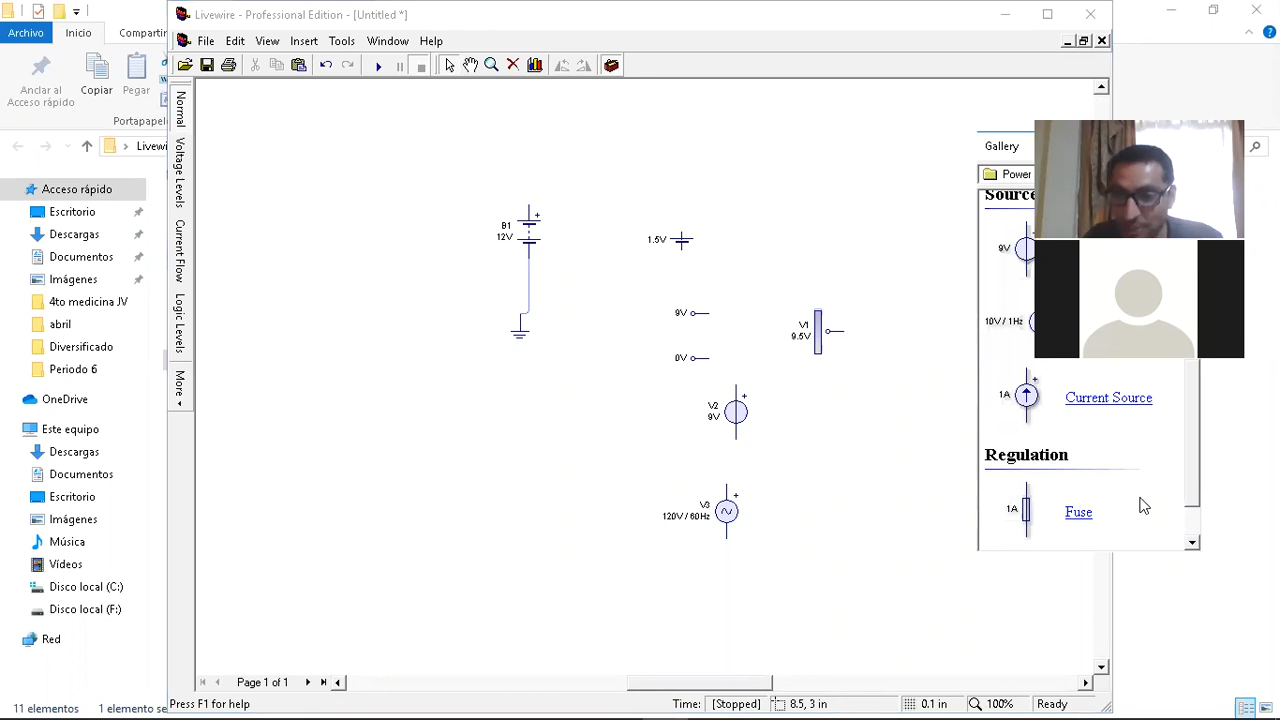 Livewire - Professional Edition - [Untitled *]
Archivo
Inicio
Compartir
File Edit View Insert Tools Window Help
Anclar al
Acceso rápido
Copiar
Pegar
Portapapel
Livewi
Normal
Voltage Levels
Current Flow
Logic Levels
More
Acceso rápido
Escritorio
Descargas
Documentos
Imágenes
4to medicina JV
abril
Diversificado
Periodo 6
OneDrive
Este equipo
Descargas
Documentos
Escritorio
Imágenes
Música
Vídeos
Disco local (C:)
Disco local (F:)
Red
B1
12V
1.5V
9V
0V
V1
9.5V
V2
9V
V3
120V / 60Hz
Gallery
Power
Source
9V
10V / 1Hz
1A
Current Source
Regulation
1A
Fuse
Page 1 of 1
Press F1 for help
Time: [Stopped] 8.5, 3 in 0.1 in 100% Ready
11 elementos 1 elemento se